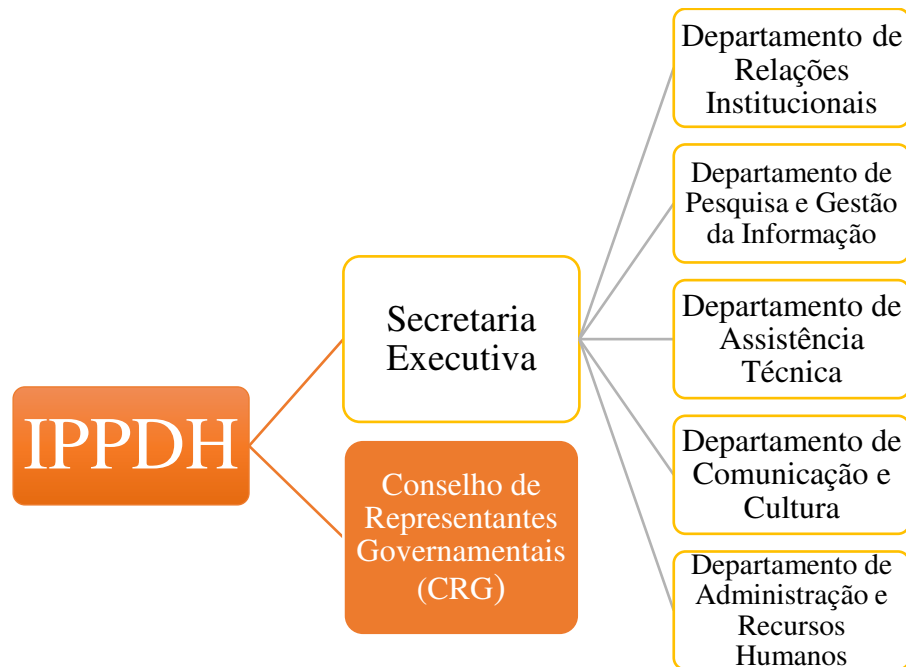 IPPDH
Secretaria
Executiva
Conselho de
Representantes
Governamentais
(CRG)
Departamento de
Relações
Institucionais
Departamento de
Pesquisa e Gestão
da Informação
Departamento de
Assistência
Técnica
Departamento de
Comunicação e
Cultura
Departamento de
Administração e
Recursos
Humanos